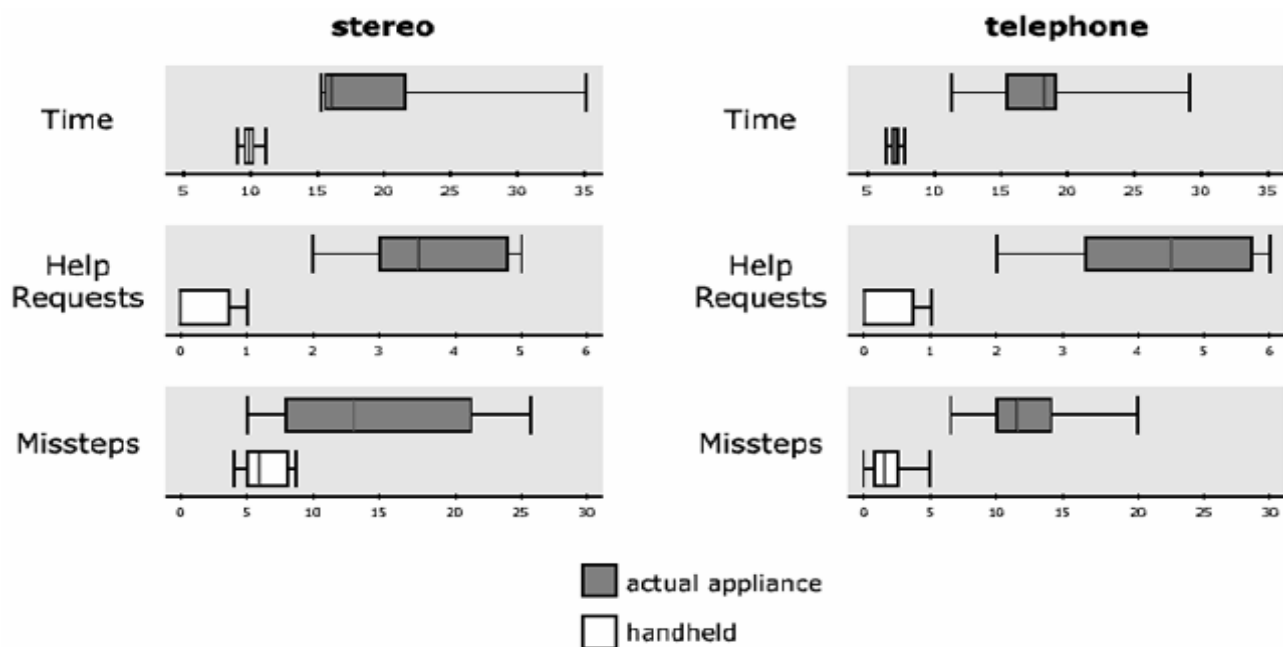 stereo
telephone
Time
5 10 15 20 25 30 35
Time
5 10 15 20 25 30 35
Help
Requests
0 1 2 3 4 5 6
Help
Requests
0 1 2 3 4 5 6
Missteps
0 5 10 15 20 25 30
Missteps
0 5 10 15 20 25 30
actual appliance
handheld